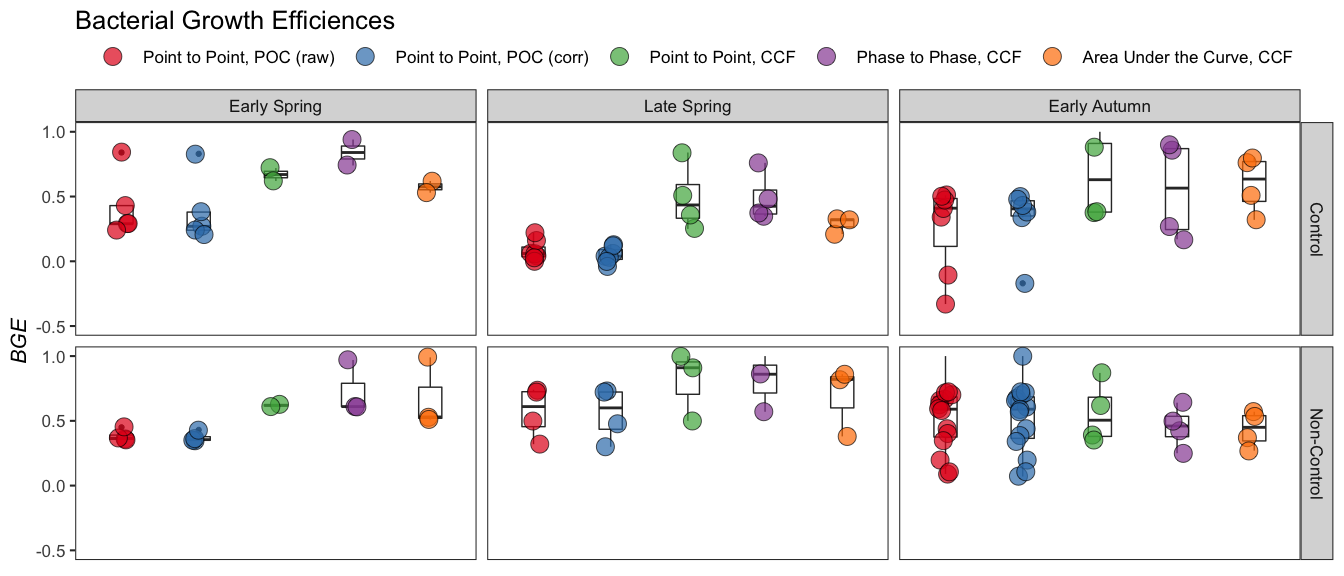 Bacterial Growth Efficiences
Point to Point, POC (raw) Point to Point, POC (corr) Point to Point, CCF Phase to Phase, CCF Area Under the Curve, CCF
Early Spring Late Spring Early Autumn
1.0
0.5
0.0
-0.5
Control
BGE
1.0
0.5
0.0
-0.5
Non-Control